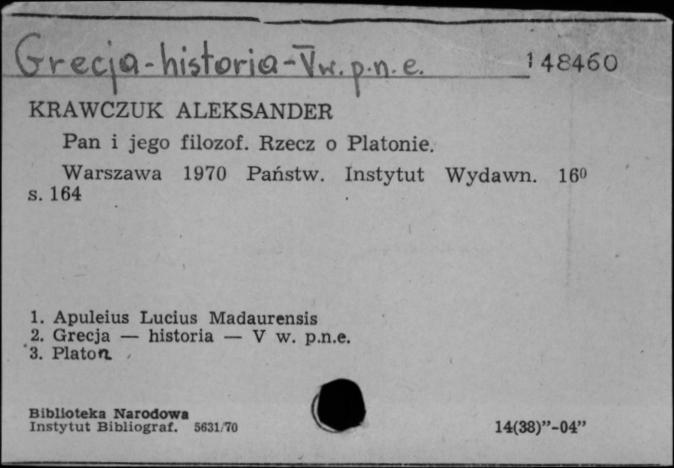 Grecja - historia - V w. p.n.e. 148460
KRAWCZUK ALEKSANDER
Pan i jego filozof. Rzecz o Platonie.
Warszawa 1970 Państw. Instytut Wydawn. 16⁰
s. 164
1. Apuleius Lucius Madaurensis
2. Grecja — historia — V w. p.n.e.
3. Platon
Biblioteka Narodowa
Instytut Bibliograf. 5631/70 14(38)”-04”